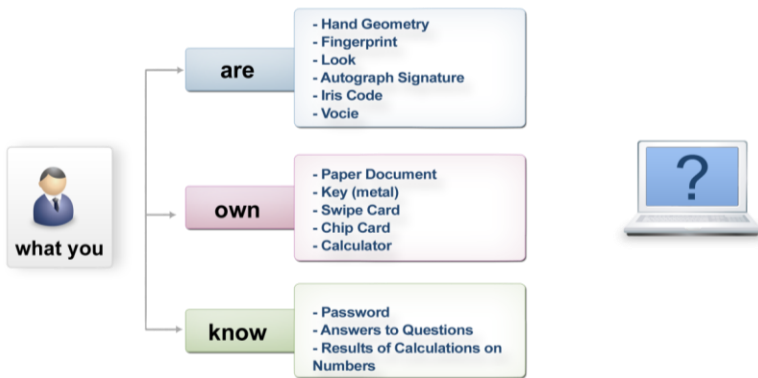 what you
are
- Hand Geometry
- Fingerprint
- Look
- Autograph Signature
- Iris Code
- Vocie
own
- Paper Document
- Key (metal)
- Swipe Card
- Chip Card
- Calculator
know
- Password
- Answers to Questions
- Results of Calculations on
Numbers
?